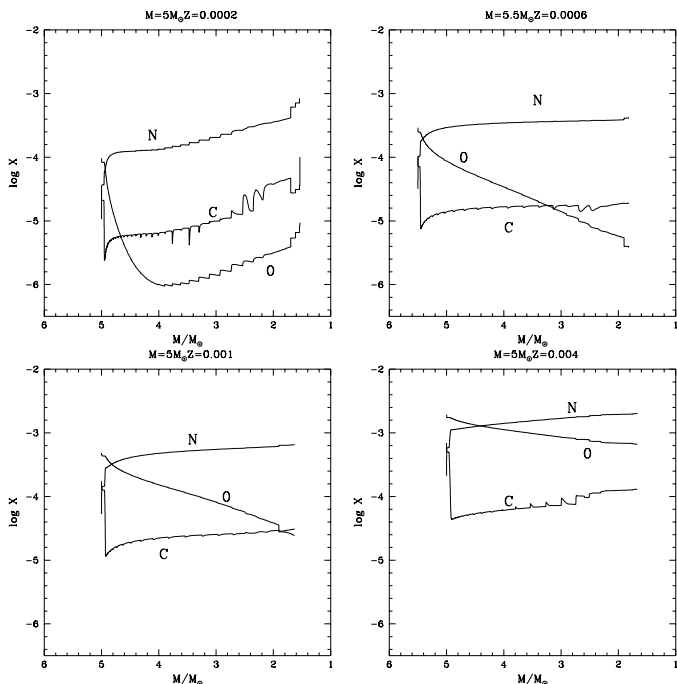 M=5M⊙Z=0.0002
−2
−3
−4
−5
−6
log X
N
C
O
6 5 4 3 2 1
M/M⊙
M=5.5M⊙Z=0.0006
−2
−3
−4
−5
−6
log X
N
O
C
6 5 4 3 2 1
M/M⊙
M=5M⊙Z=0.001
−2
−3
−4
−5
−6
log X
N
O
C
6 5 4 3 2 1
M/M⊙
M=5M⊙Z=0.004
−2
−3
−4
−5
−6
log X
N
O
C
6 5 4 3 2 1
M/M⊙